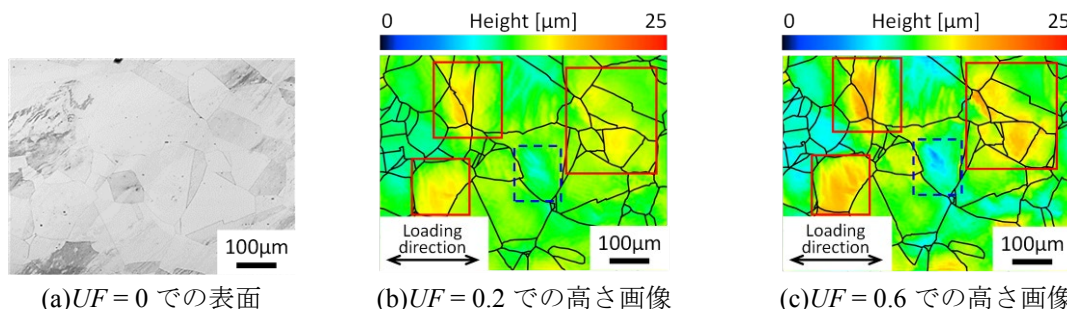 0 Height [μm] 25
0 Height [μm] 25
100μm
Loading direction
100μm
Loading direction
100μm
(a)UF = 0 での表面
(b)UF = 0.2 での高さ画像
(c)UF = 0.6 での高さ画像